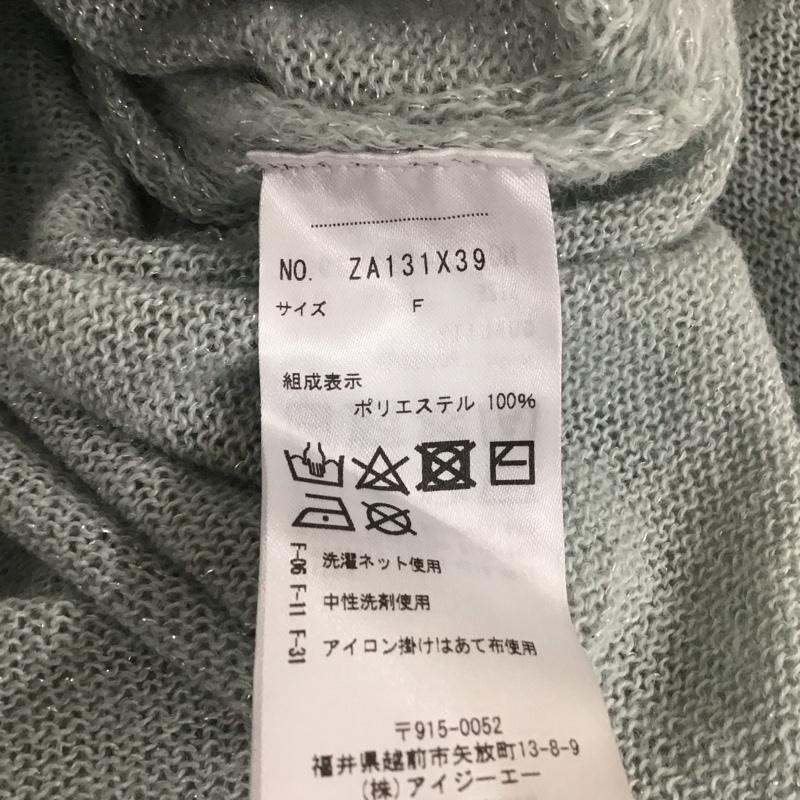 NO. ZA131X39
サイズ F
組成表示
ポリエステル 100%
F-06 洗濯ネット使用
F-11 中性洗剤使用
F-31 アイロン掛けはあて布使用
〒915-0052
福井県越前市矢放町13-8-9
(株)アイジーエー